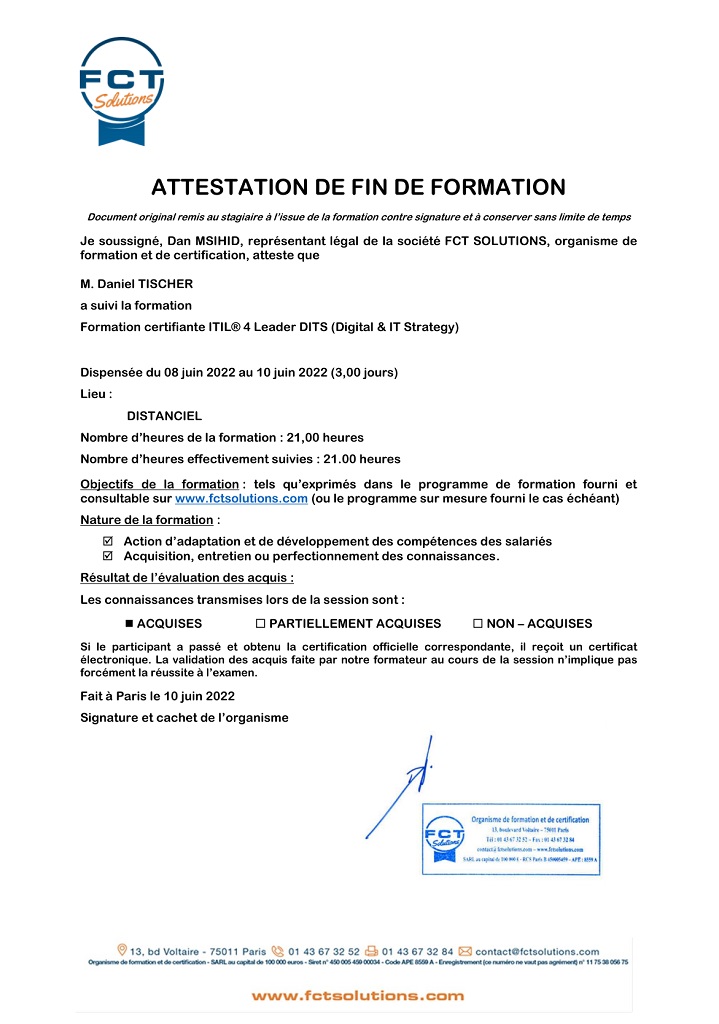 FCT
Solutions
ATTESTATION DE FIN DE FORMATION
Document original remis au stagiaire à l'issue de la formation contre signature et à conserver sans limite de temps
Je soussigné, Dan MSIHID, représentant légal de la société FCT SOLUTIONS, organisme de
formation et de certification, atteste que
M. Daniel TISCHER
a suivi la formation
Formation certifiante ITIL® 4 Leader DITS (Digital & IT Strategy)
Dispensée du 08 juin 2022 au 10 juin 2022 (3,00 jours)
Lieu :
DISTANCIEL
Nombre d'heures de la formation : 21,00 heures
Nombre d'heures effectivement suivies : 21.00 heures
Objectifs de la formation : tels qu'exprimés dans le programme de formation fourni et
consultable sur www.fctsolutions.com (ou le programme sur mesure fourni le cas échéant)
Nature de la formation :
☑ Action d'adaptation et de développement des compétences des salariés
☑ Acquisition, entretien ou perfectionnement des connaissances.
Résultat de l'évaluation des acquis :
Les connaissances transmises lors de la session sont :
■ ACQUISES ☐ PARTIELLEMENT ACQUISES ☐ NON – ACQUISES
Si le participant a passé et obtenu la certification officielle correspondante, il reçoit un certificat
électronique. La validation des acquis faite par notre formateur au cours de la session n'implique pas
forcément la réussite à l'examen.
Fait à Paris le 10 juin 2022
Signature et cachet de l'organisme
FCT
Solutions
Organisme de formation et de certification
13, boulevard Voltaire - 75011 Paris
Tél : 01 43 67 32 52 - Fax : 01 43 67 32 84
contact@fctsolutions.com - www.fctsolutions.com
SARL au capital de 100 000 € - RCS Paris B 450005459 - APE : 8559 A
13, bd Voltaire - 75011 Paris 01 43 67 32 52 01 43 67 32 84 contact@fctsolutions.com
Organisme de formation et de certification - SARL au capital de 100 000 euros - Siret n° 450 005 459 00034 - Code APE 8559 A - Enregistrement (ce numéro ne vaut pas agrément) n° 11 75 38 056 75
www.fctsolutions.com